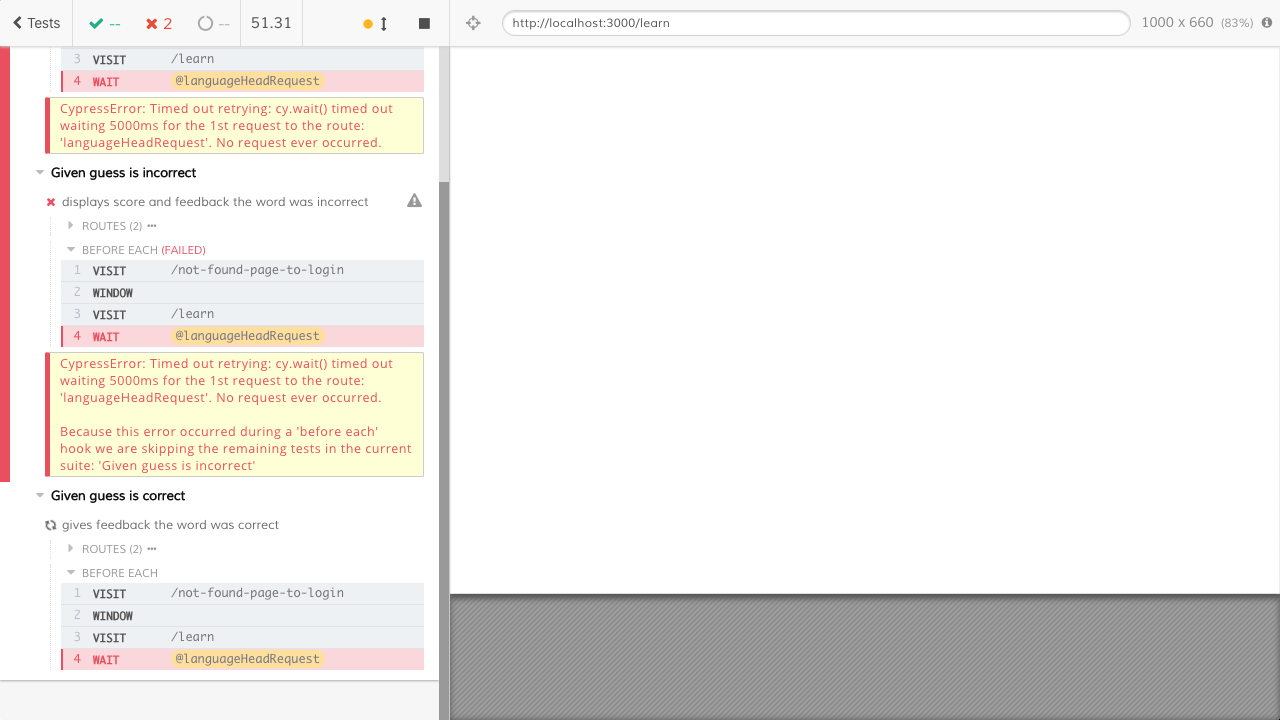 Tests
--
2
--
51.31
http://localhost:3000/learn
1000 x 660 (83%)
3 VISIT /learn
4 WAIT @languageHeadRequest
CypressError: Timed out retrying: cy.wait() timed out
waiting 5000ms for the 1st request to the route:
'languageHeadRequest'. No request ever occurred.
Given guess is incorrect
displays score and feedback the word was incorrect
ROUTES (2)
BEFORE EACH (FAILED)
1 VISIT /not-found-page-to-login
2 WINDOW
3 VISIT /learn
4 WAIT @languageHeadRequest
CypressError: Timed out retrying: cy.wait() timed out
waiting 5000ms for the 1st request to the route:
'languageHeadRequest'. No request ever occurred.
Because this error occurred during a 'before each'
hook we are skipping the remaining tests in the current
suite: 'Given guess is incorrect'
Given guess is correct
gives feedback the word was correct
ROUTES (2)
BEFORE EACH
1 VISIT /not-found-page-to-login
2 WINDOW
3 VISIT /learn
4 WAIT @languageHeadRequest